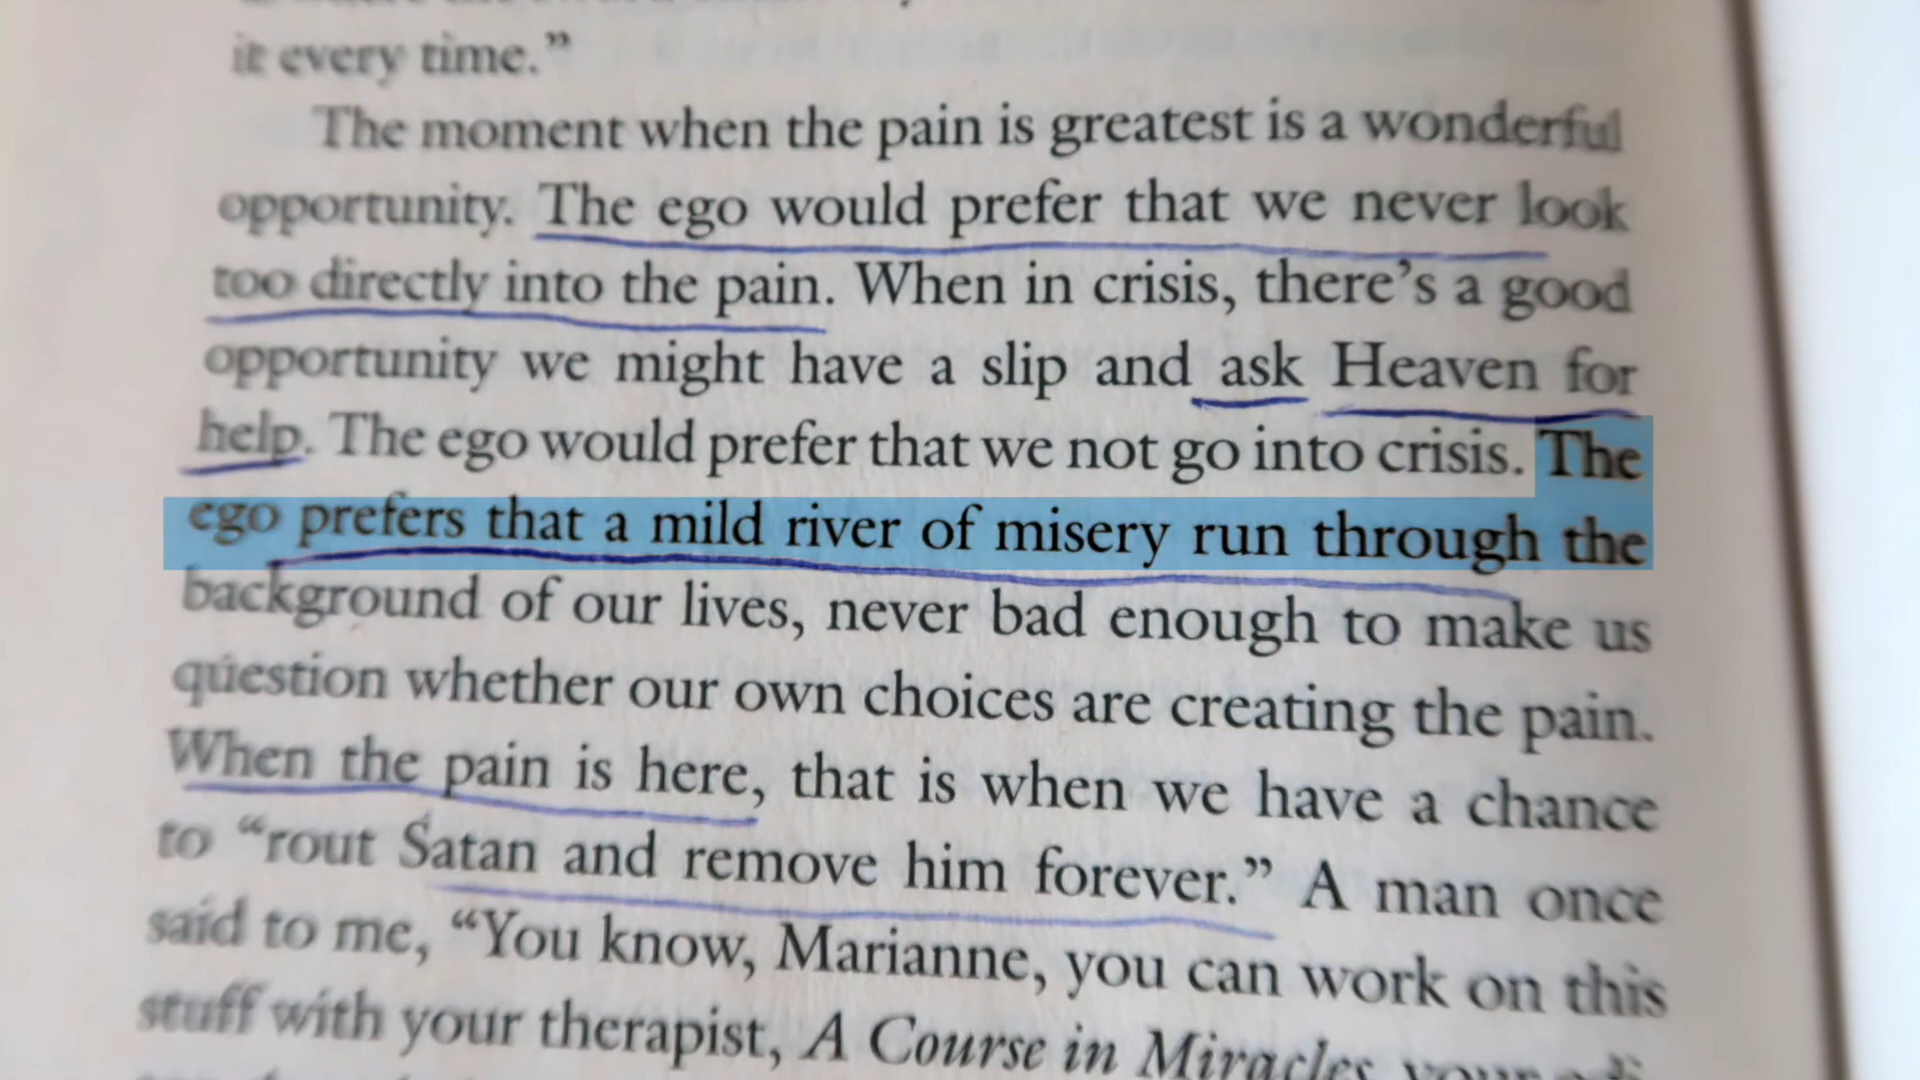 it every time.”
The moment when the pain is greatest is a wonderful
opportunity. The ego would prefer that we never look
too directly into the pain. When in crisis, there’s a good
opportunity we might have a slip and ask Heaven for
help. The ego would prefer that we not go into crisis. The
ego prefers that a mild river of misery run through the
background of our lives, never bad enough to make us
question whether our own choices are creating the pain.
When the pain is here, that is when we have a chance
to “rout Satan and remove him forever.” A man once
said to me, “You know, Marianne, you can work on this
stuff with your therapist, A Course in Miracles,